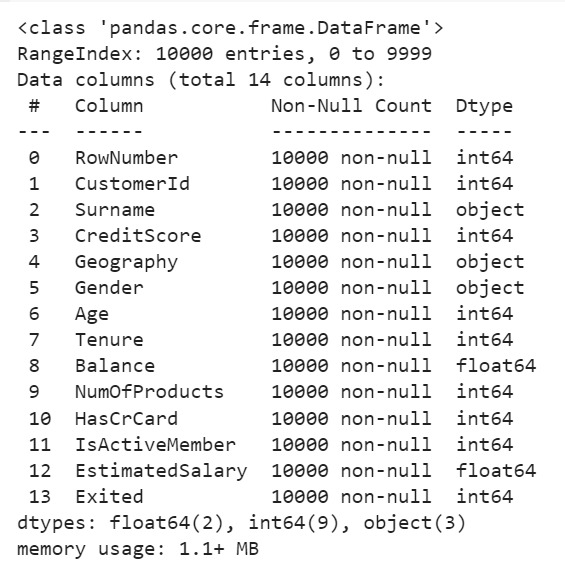 <class 'pandas.core.frame.DataFrame'>
RangeIndex: 10000 entries, 0 to 9999
Data columns (total 14 columns):
 #   Column           Non-Null Count  Dtype
---  ------           --------------  -----
 0   RowNumber        10000 non-null  int64
 1   CustomerId       10000 non-null  int64
 2   Surname          10000 non-null  object
 3   CreditScore      10000 non-null  int64
 4   Geography        10000 non-null  object
 5   Gender           10000 non-null  object
 6   Age              10000 non-null  int64
 7   Tenure           10000 non-null  int64
 8   Balance          10000 non-null  float64
 9   NumOfProducts    10000 non-null  int64
 10  HasCrCard        10000 non-null  int64
 11  IsActiveMember   10000 non-null  int64
 12  EstimatedSalary  10000 non-null  float64
 13  Exited           10000 non-null  int64
dtypes: float64(2), int64(9), object(3)
memory usage: 1.1+ MB